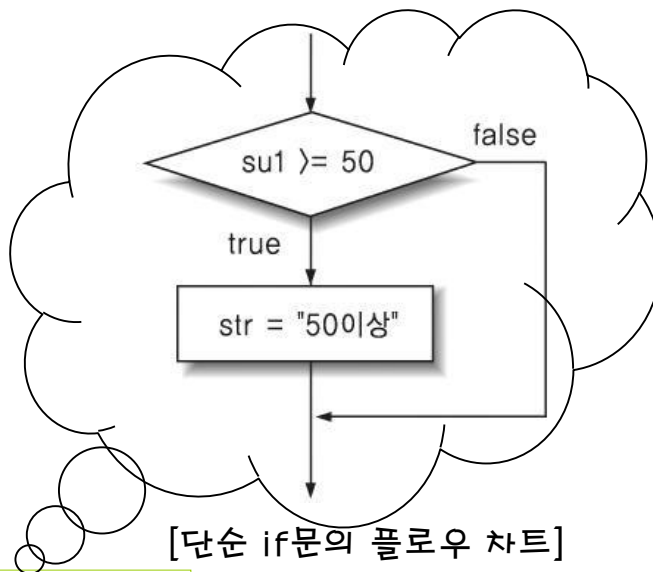 su1 >= 50
false
true
str = "50이상"
[단순 if문의 플로우 차트]